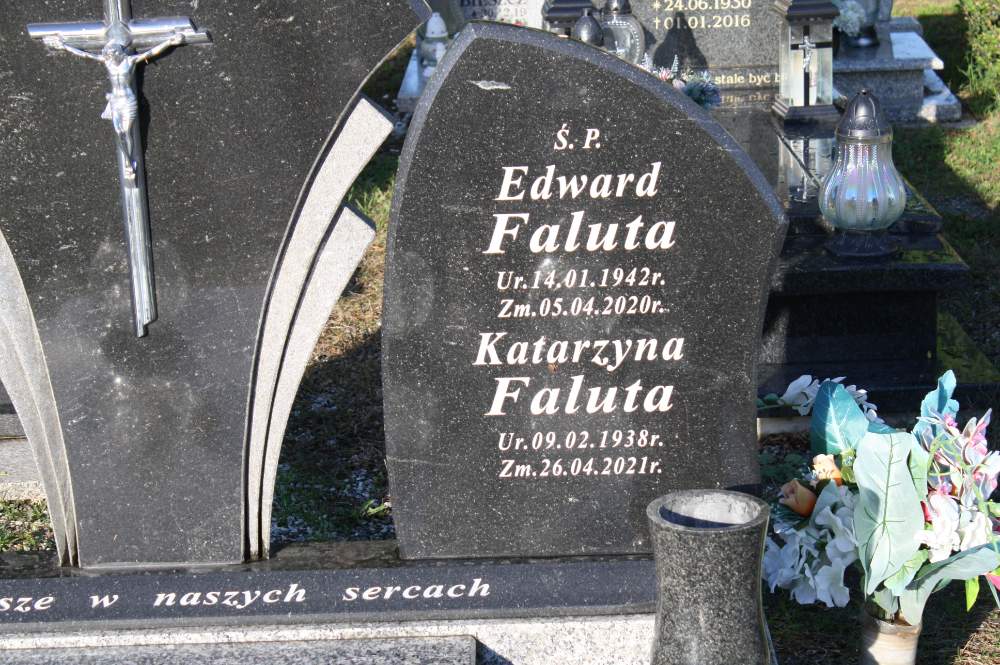 24.06.1930
01.01.2016
stale być
Ś. P.
Edward
Faluta
Ur.14.01.1942r.
Zm.05.04.2020r.
Katarzyna
Faluta
Ur.09.02.1938r.
Zm.26.04.2021r.
w naszych sercach